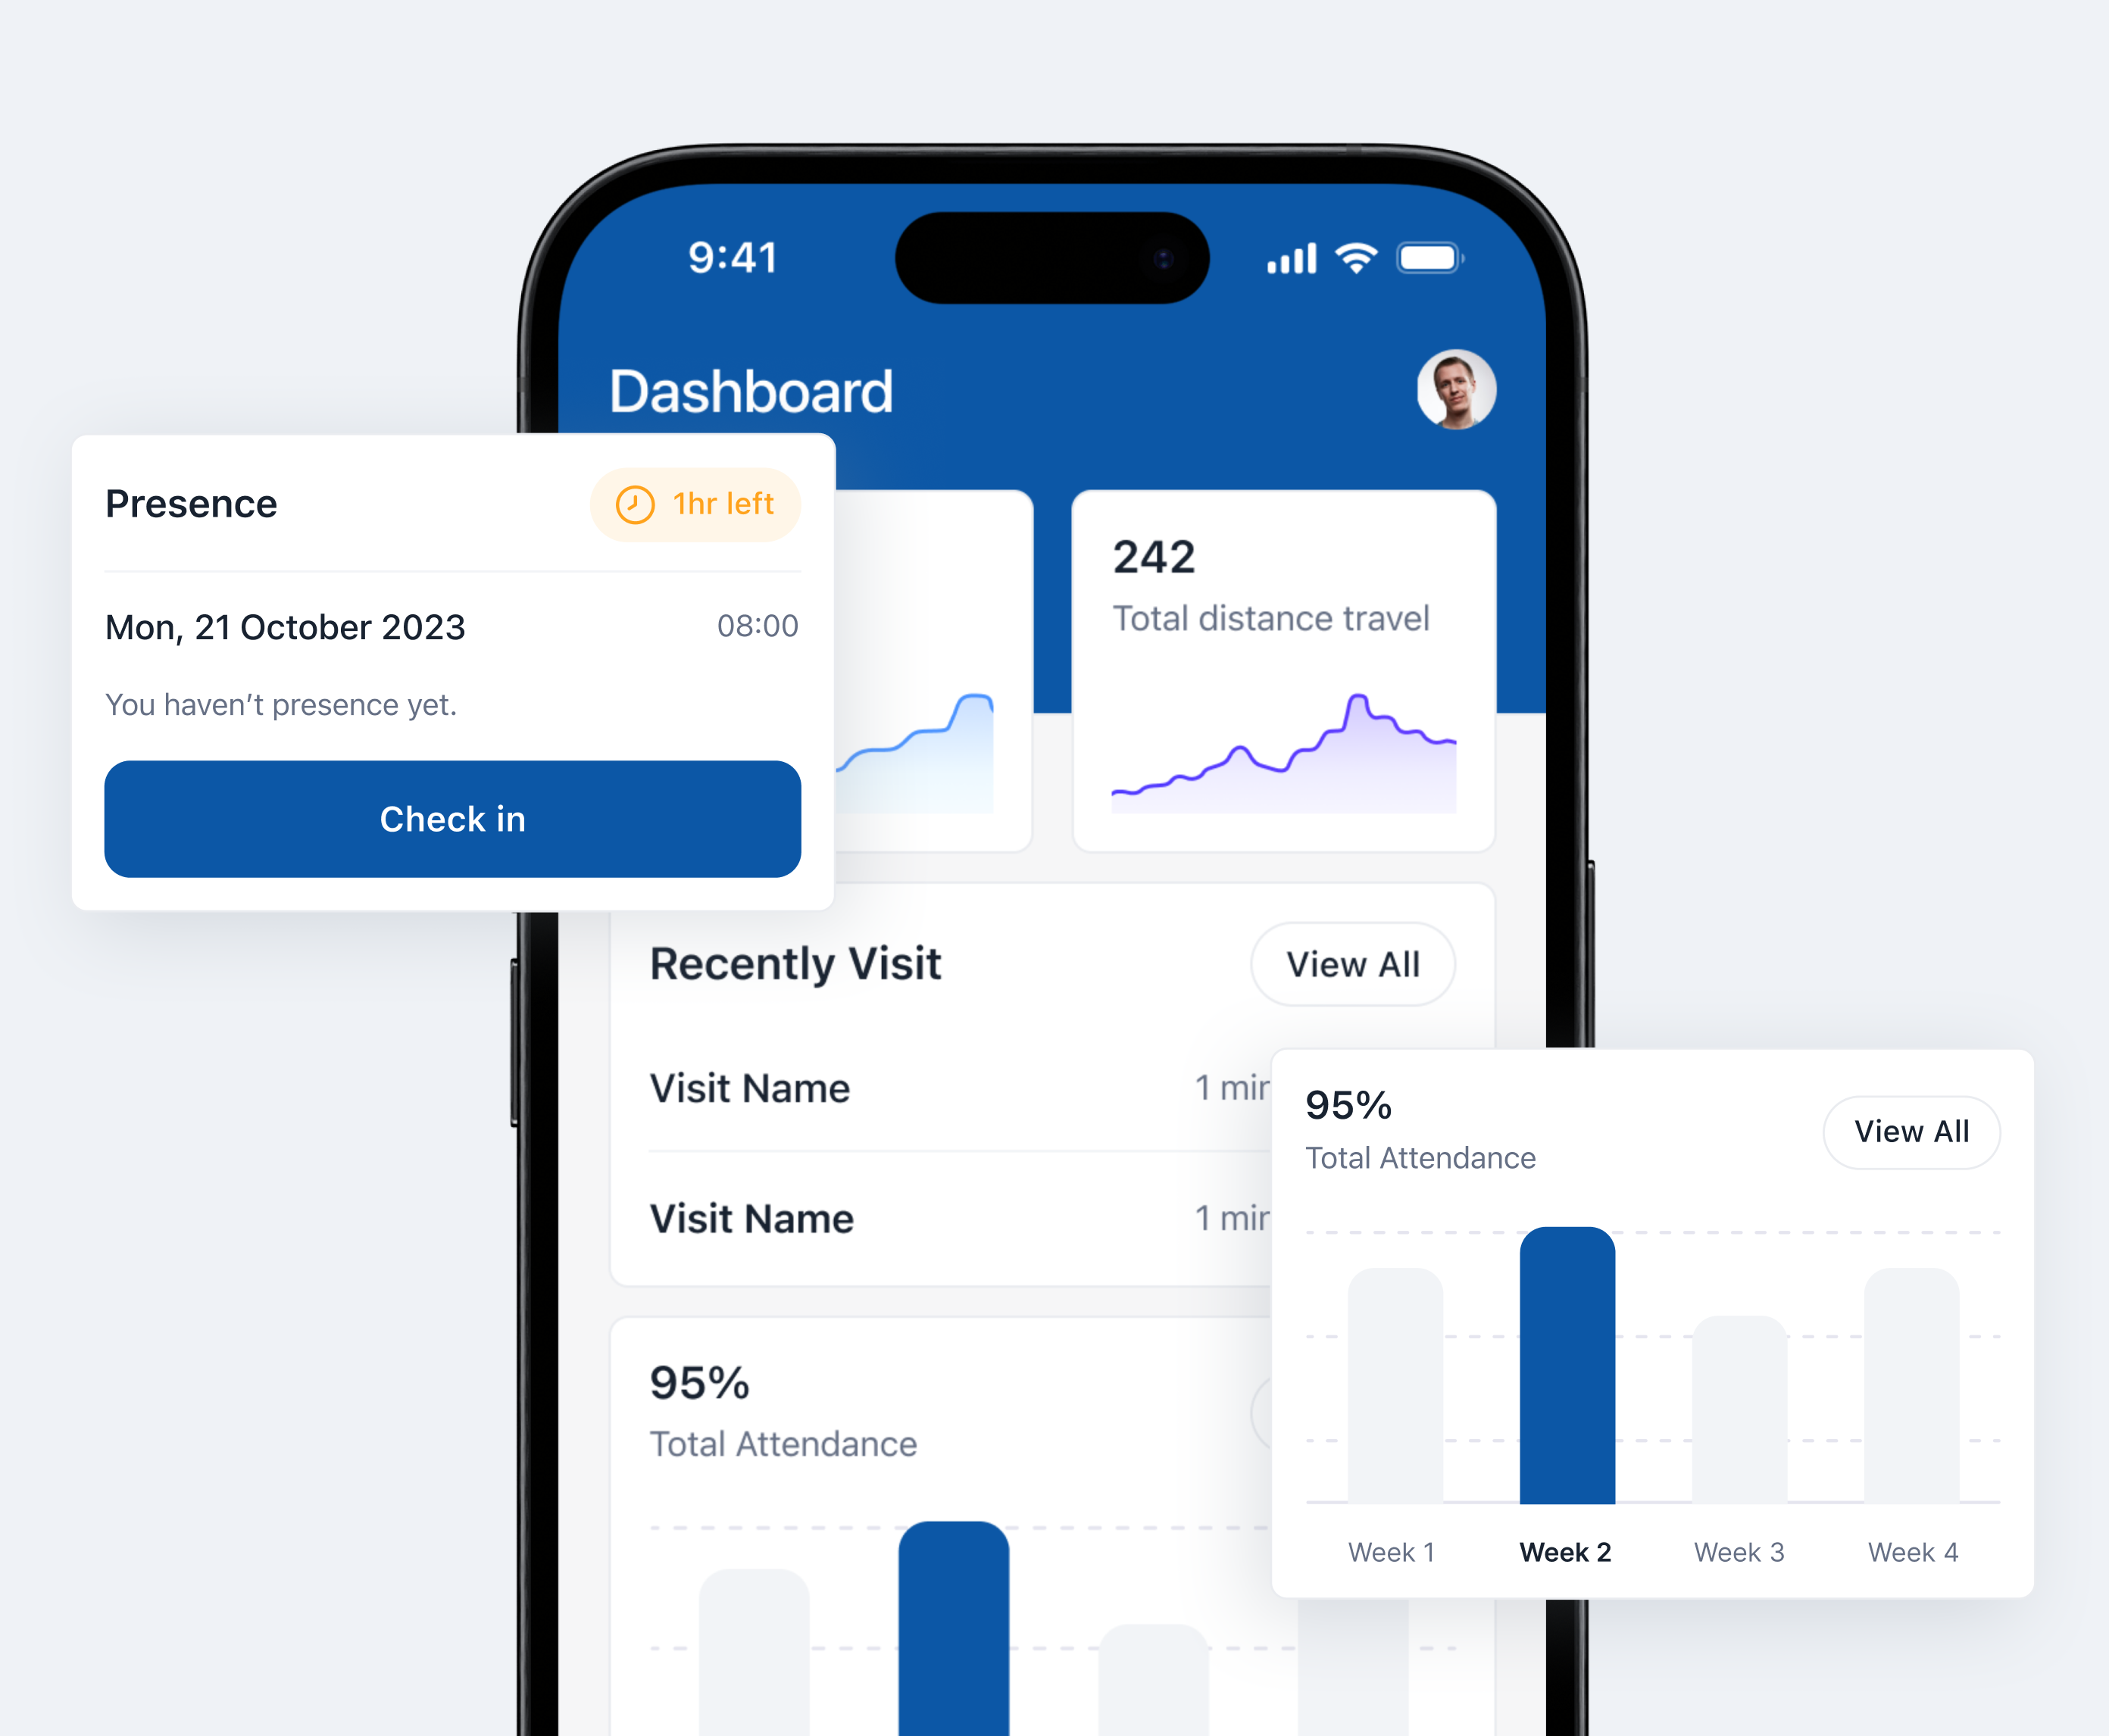 9:41
Dashboard
Presence
1hr left
Mon, 21 October 2023
08:00
You haven’t presence yet.
Check in
242
Total distance travel
Recently Visit
View All
Visit Name
1 min
Visit Name
1 min
95%
Total Attendance
95%
Total Attendance
View All
Week 1
Week 2
Week 3
Week 4